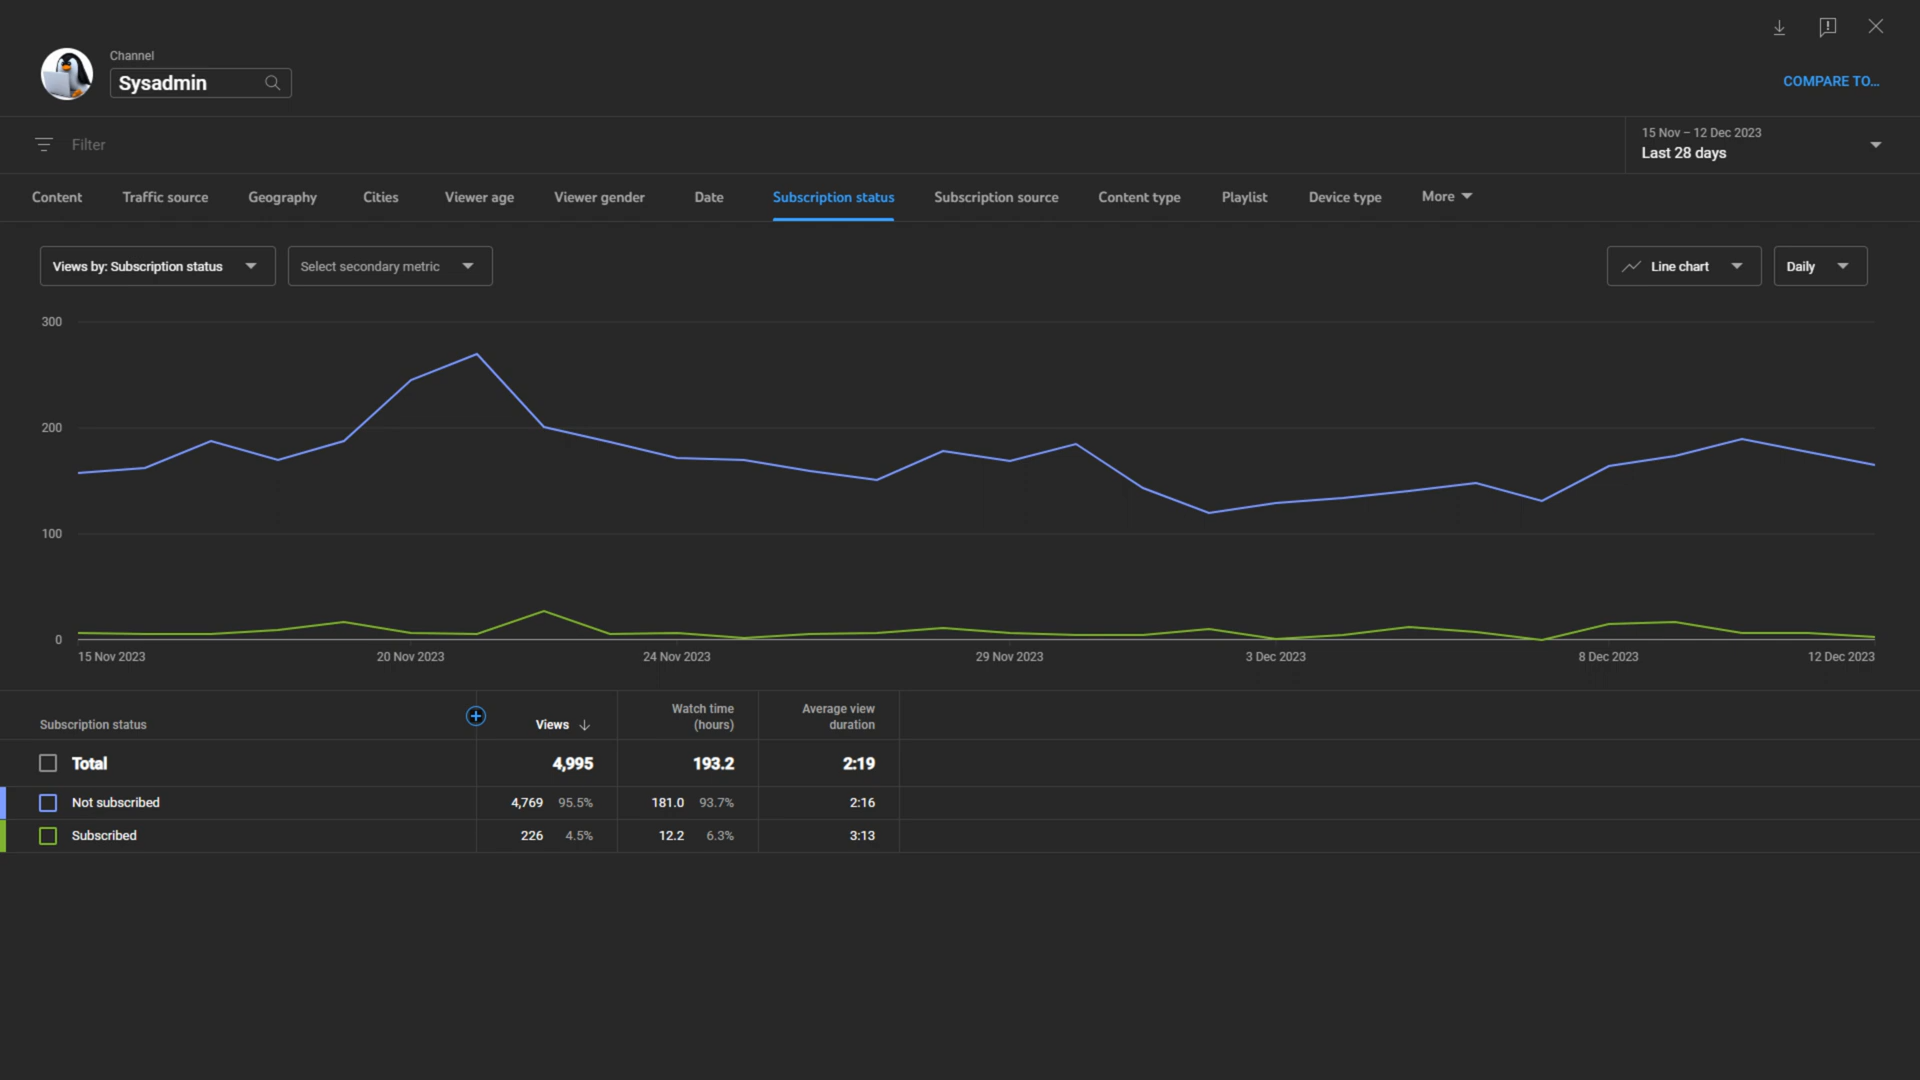 Channel
Sysadmin
COMPARE TO...
Filter
15 Nov – 12 Dec 2023
Last 28 days
Content Traffic source Geography Cities Viewer age Viewer gender Date Subscription status Subscription source Content type Playlist Device type More
Views by: Subscription status Select secondary metric Line chart Daily
300
200
100
0
15 Nov 2023 20 Nov 2023 24 Nov 2023 29 Nov 2023 3 Dec 2023 8 Dec 2023 12 Dec 2023
Subscription status Views Watch time (hours) Average view duration
Total 4,995 193.2 2:19
Not subscribed 4,769 95.5% 181.0 93.7% 2:16
Subscribed 226 4.5% 12.2 6.3% 3:13